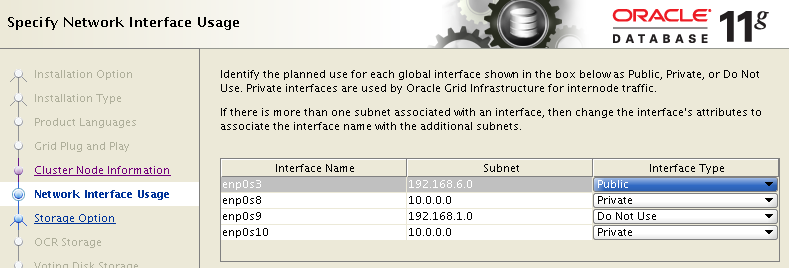 Specify Network Interface Usage
ORACLE
DATABASE 11g
Installation Option
Installation Type
Product Languages
Grid Plug and Play
Cluster Node Information
Network Interface Usage
Storage Option
OCR Storage
Voting Disk Storage
Identify the planned use for each global interface shown in the box below as Public, Private, or Do Not
Use. Private interfaces are used by Oracle Grid Infrastructure for internode traffic.
If there is more than one subnet associated with an interface, then change the interface's attributes to
associate the interface name with the additional subnets.
Interface Name Subnet Interface Type
enp0s3 192.168.6.0 Public
enp0s8 10.0.0.0 Private
enp0s9 192.168.1.0 Do Not Use
enp0s10 10.0.0.0 Private